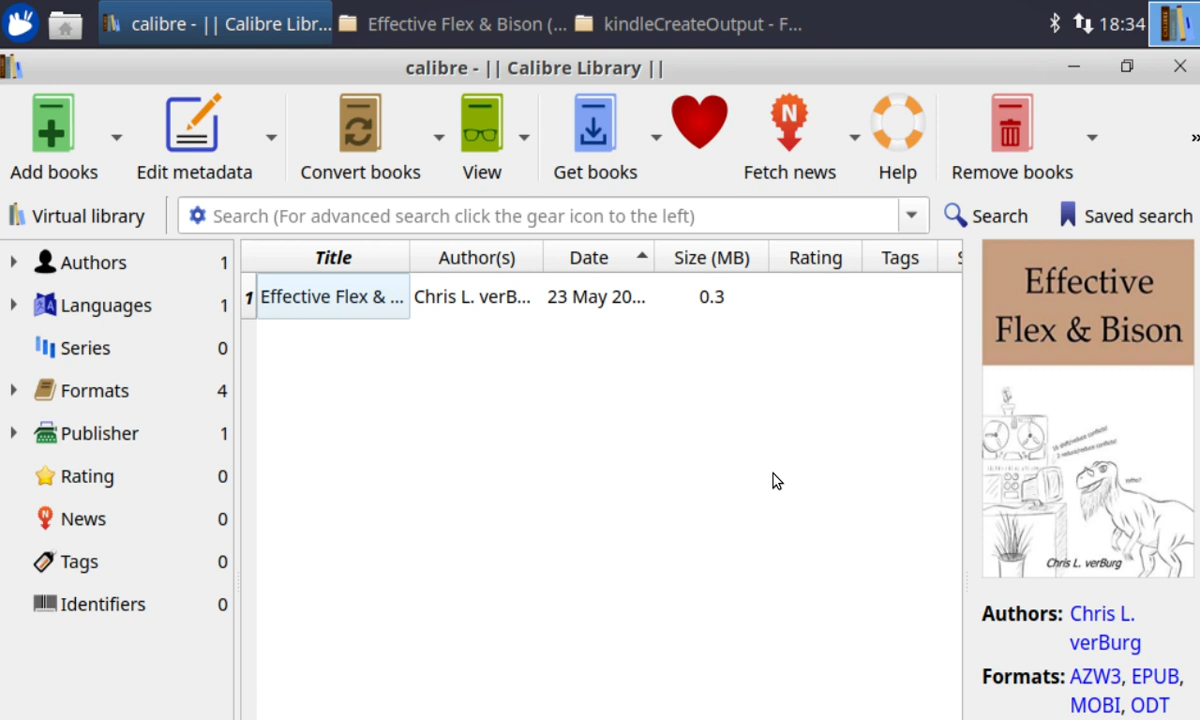 calibre - || Calibre Libr... Effective Flex & Bison (... kindleCreateOutput - F... 18:34
calibre - || Calibre Library ||
Add books Edit metadata Convert books View Get books Fetch news Help Remove books
Virtual library Search (For advanced search click the gear icon to the left) Search Saved search
Authors 1
Languages 1
Series 0
Formats 4
Publisher 1
Rating 0
News 0
Tags 0
Identifiers 0
Title Author(s) Date Size (MB) Rating Tags
1 Effective Flex & ... Chris L. verB... 23 May 20... 0.3
Effective
Flex & Bison
Chris L. verBurg
Authors: Chris L.
verBurg
Formats: AZW3, EPUB,
MOBI, ODT